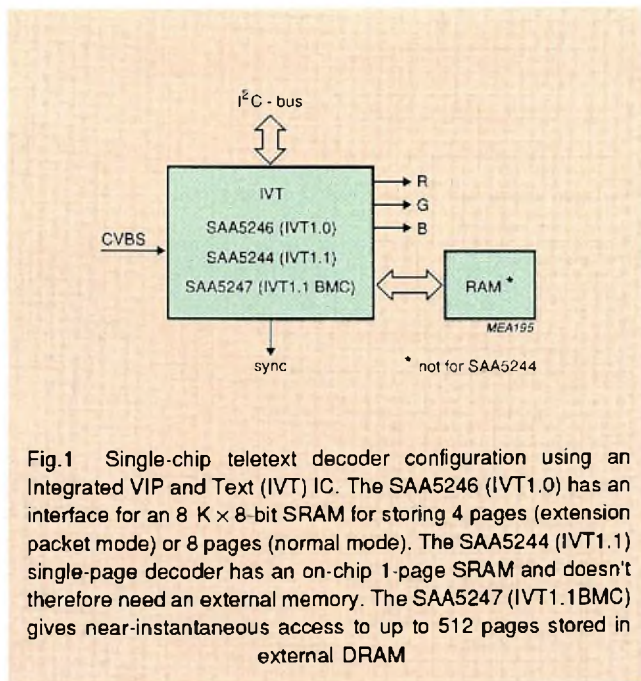 I²C - bus
IVT
SAA5246 (IVT1.0)
SAA5244 (IVT1.1)
SAA5247 (IVT1.1 BMC)
CVBS
R
G
B
RAM *
MEA195
sync
* not for SAA5244
Fig.1 Single-chip teletext decoder configuration using an
Integrated VIP and Text (IVT) IC. The SAA5246 (IVT1.0) has an
interface for an 8 K × 8-bit SRAM for storing 4 pages (extension
packet mode) or 8 pages (normal mode). The SAA5244 (IVT1.1)
single-page decoder has an on-chip 1-page SRAM and doesn't
therefore need an external memory. The SAA5247 (IVT1.1BMC)
gives near-instantaneous access to up to 512 pages stored in
external DRAM